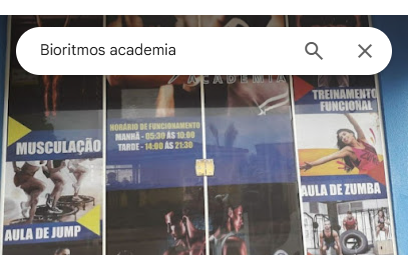 Bioritmos academia
ACADEMIA
TREINAMENTO
FUNCIONAL
HORÁRIO DE FUNCIONAMENTO
MANHÃ - 05:30 ÀS 10:00
TARDE - 14:00 ÀS 21:30
MUSCULAÇÃO
AULA DE ZUMBA
AULA DE JUMP